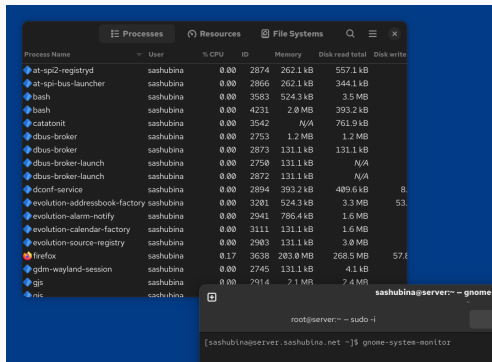 Processes Resources File Systems
Process Name User % CPU ID Memory Disk read total Disk write
at-spi2-registryd sashubina 0.00 2874 262.1 kB 557.1 kB
at-spi-bus-launcher sashubina 0.00 2866 262.1 kB 344.1 kB
bash sashubina 0.00 3583 524.3 kB 3.5 MB
bash sashubina 0.00 4231 2.0 MB 393.2 kB
catatonit sashubina 0.00 3542 N/A 761.9 kB
dbus-broker sashubina 0.00 2753 1.2 MB 1.2 MB
dbus-broker sashubina 0.00 2873 131.1 kB 131.1 kB
dbus-broker-launch sashubina 0.00 2750 131.1 kB N/A
dbus-broker-launch sashubina 0.00 2872 131.1 kB N/A
dconf-service sashubina 0.00 2894 393.2 kB 409.6 kB 8.
evolution-addressbook-factory sashubina 0.00 3201 524.3 kB 3.3 MB 53.
evolution-alarm-notify sashubina 0.00 2941 786.4 kB 1.6 MB
evolution-calendar-factory sashubina 0.00 3111 131.1 kB 1.6 MB
evolution-source-registry sashubina 0.00 2903 131.1 kB 3.0 MB
firefox sashubina 0.17 3638 203.0 MB 268.5 MB 57.8
gdm-wayland-session sashubina 0.00 2745 131.1 kB 4.1 kB
gjs sashubina 0.00 2914 2.1 MB 2.4 MB
gjs sashubina
sashubina@server:~ — gnome
root@server:~ — sudo -i
[sashubina@server.sashubina.net ~]$ gnome-system-monitor